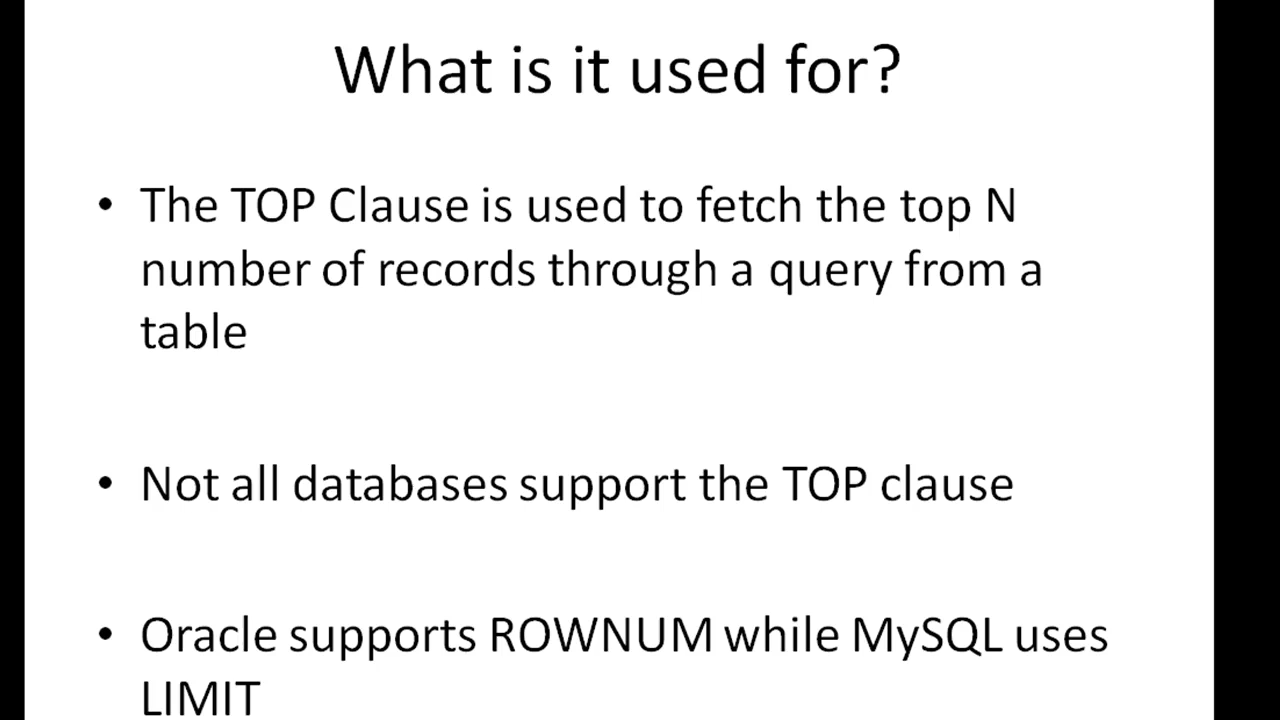 What is it used for?
• The TOP Clause is used to fetch the top N
number of records through a query from a
table
• Not all databases support the TOP clause
• Oracle supports ROWNUM while MySQL uses
LIMIT